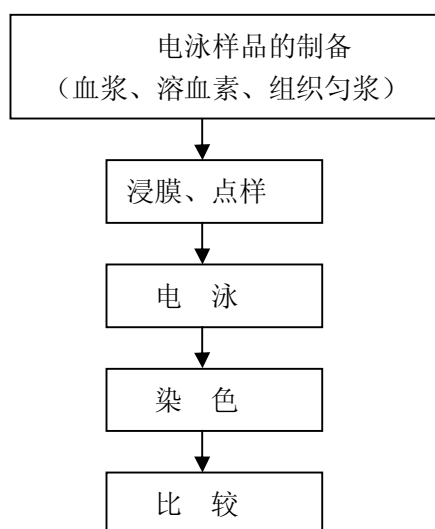 电泳样品的制备
（血浆、溶血素、组织匀浆）
浸膜、点样
电 泳
染 色
比 较